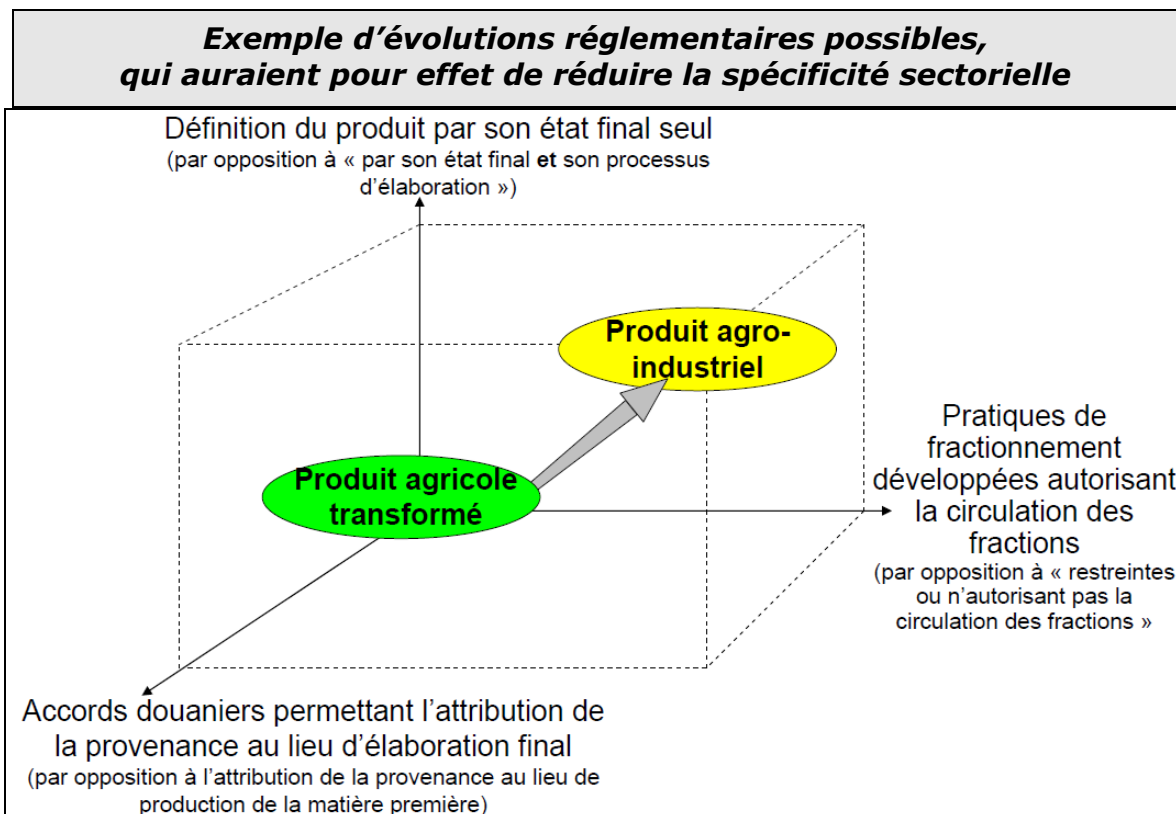 Exemple d’évolutions réglementaires possibles,
qui auraient pour effet de réduire la spécificité sectorielle
Définition du produit par son état final seul
(par opposition à « par son état final et son processus
d’élaboration »)
Produit agro-
industriel
Produit agricole
transformé
Pratiques de
fractionnement
développées autorisant
la circulation des
fractions
(par opposition à « restreintes
ou n’autorisant pas la
circulation des fractions »
Accords douaniers permettant l’attribution de
la provenance au lieu d’élaboration final
(par opposition à l’attribution de la provenance au lieu de
production de la matière première)